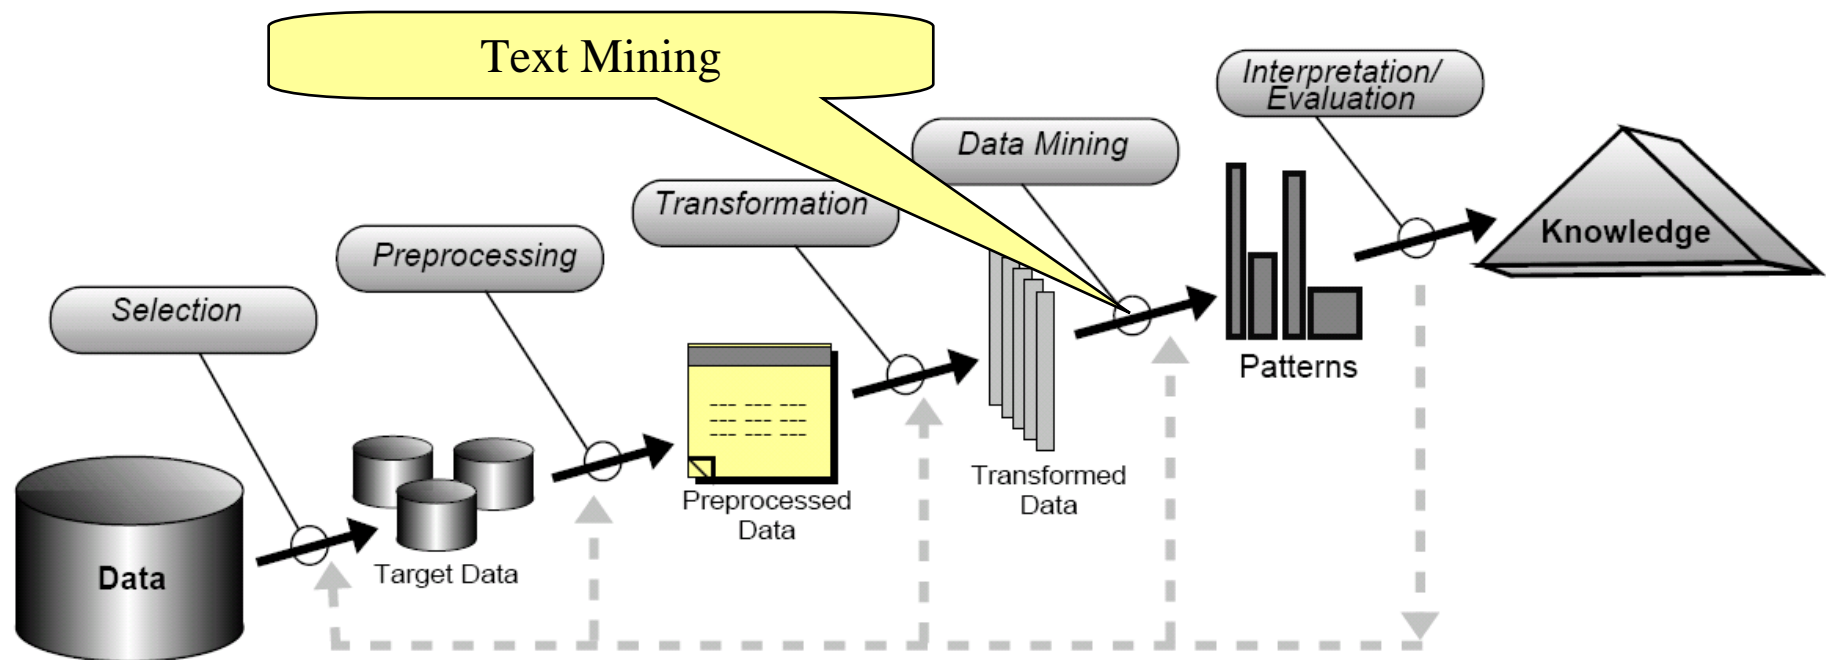 Text Mining
Interpretation/
Evaluation
Data Mining
Transformation
Preprocessing
Selection
Knowledge
Patterns
Transformed
Data
Preprocessed
Data
Target Data
Data